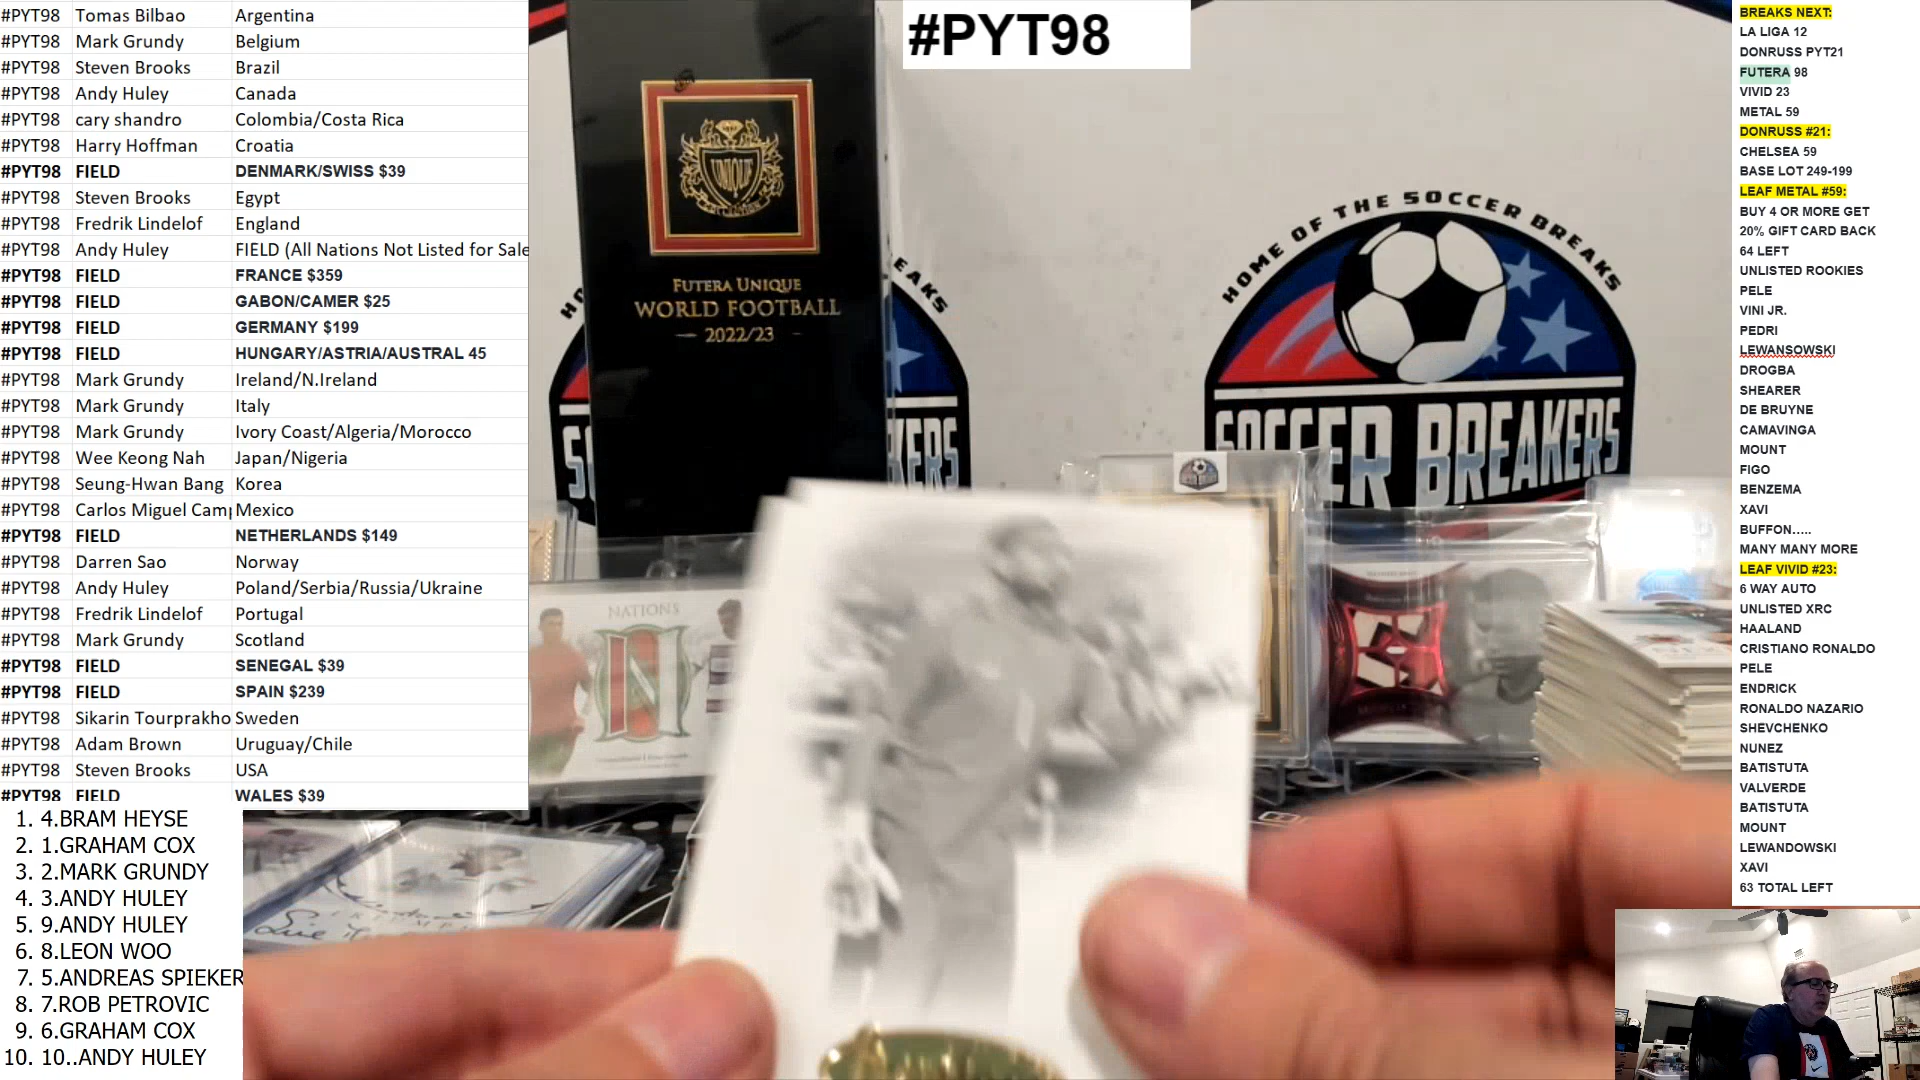 #PYT98 Tomas Bilbao Argentina
#PYT98 Mark Grundy Belgium
#PYT98 Steven Brooks Brazil
#PYT98 Andy Huley Canada
#PYT98 cary shandro Colombia/Costa Rica
#PYT98 Harry Hoffman Croatia
#PYT98 FIELD DENMARK/SWISS $39
#PYT98 Steven Brooks Egypt
#PYT98 Fredrik Lindelof England
#PYT98 Andy Huley FIELD (All Nations Not Listed for Sale
#PYT98 FIELD FRANCE $359
#PYT98 FIELD GABON/CAMER $25
#PYT98 FIELD GERMANY $199
#PYT98 FIELD HUNGARY/ASTRIA/AUSTRAL 45
#PYT98 Mark Grundy Ireland/N.Ireland
#PYT98 Mark Grundy Italy
#PYT98 Mark Grundy Ivory Coast/Algeria/Morocco
#PYT98 Wee Keong Nah Japan/Nigeria
#PYT98 Seung-Hwan Bang Korea
#PYT98 Carlos Miguel Camp Mexico
#PYT98 FIELD NETHERLANDS $149
#PYT98 Darren Sao Norway
#PYT98 Andy Huley Poland/Serbia/Russia/Ukraine
#PYT98 Fredrik Lindelof Portugal
#PYT98 Mark Grundy Scotland
#PYT98 FIELD SENEGAL $39
#PYT98 FIELD SPAIN $239
#PYT98 Sikarin Tourprakho Sweden
#PYT98 Adam Brown Uruguay/Chile
#PYT98 Steven Brooks USA
#PYT98 FIELD WALES $39
1. 4.BRAM HEYSE
2. 1.GRAHAM COX
3. 2.MARK GRUNDY
4. 3.ANDY HULEY
5. 9.ANDY HULEY
6. 8.LEON WOO
7. 5.ANDREAS SPIEKER
8. 7.ROB PETROVIC
9. 6.GRAHAM COX
10. 10..ANDY HULEY
#PYT98
UNIQUE
COLLECTION
FUTERA UNIQUE
WORLD FOOTBALL
2022/23
HOME OF THE SOCCER BREAKS
SOCCER BREAKERS
EAKS
KERS
NATIONS
N
BREAKS NEXT:
LA LIGA 12
DONRUSS PYT21
FUTERA 98
VIVID 23
METAL 59
DONRUSS #21:
CHELSEA 59
BASE LOT 249-199
LEAF METAL #59:
BUY 4 OR MORE GET
20% GIFT CARD BACK
64 LEFT
UNLISTED ROOKIES
PELE
VINI JR.
PEDRI
LEWANSOWSKI
DROGBA
SHEARER
DE BRUYNE
CAMAVINGA
MOUNT
FIGO
BENZEMA
XAVI
BUFFON.....
MANY MANY MORE
LEAF VIVID #23:
6 WAY AUTO
UNLISTED XRC
HAALAND
CRISTIANO RONALDO
PELE
ENDRICK
RONALDO NAZARIO
SHEVCHENKO
NUNEZ
BATISTUTA
VALVERDE
BATISTUTA
MOUNT
LEWANDOWSKI
XAVI
63 TOTAL LEFT